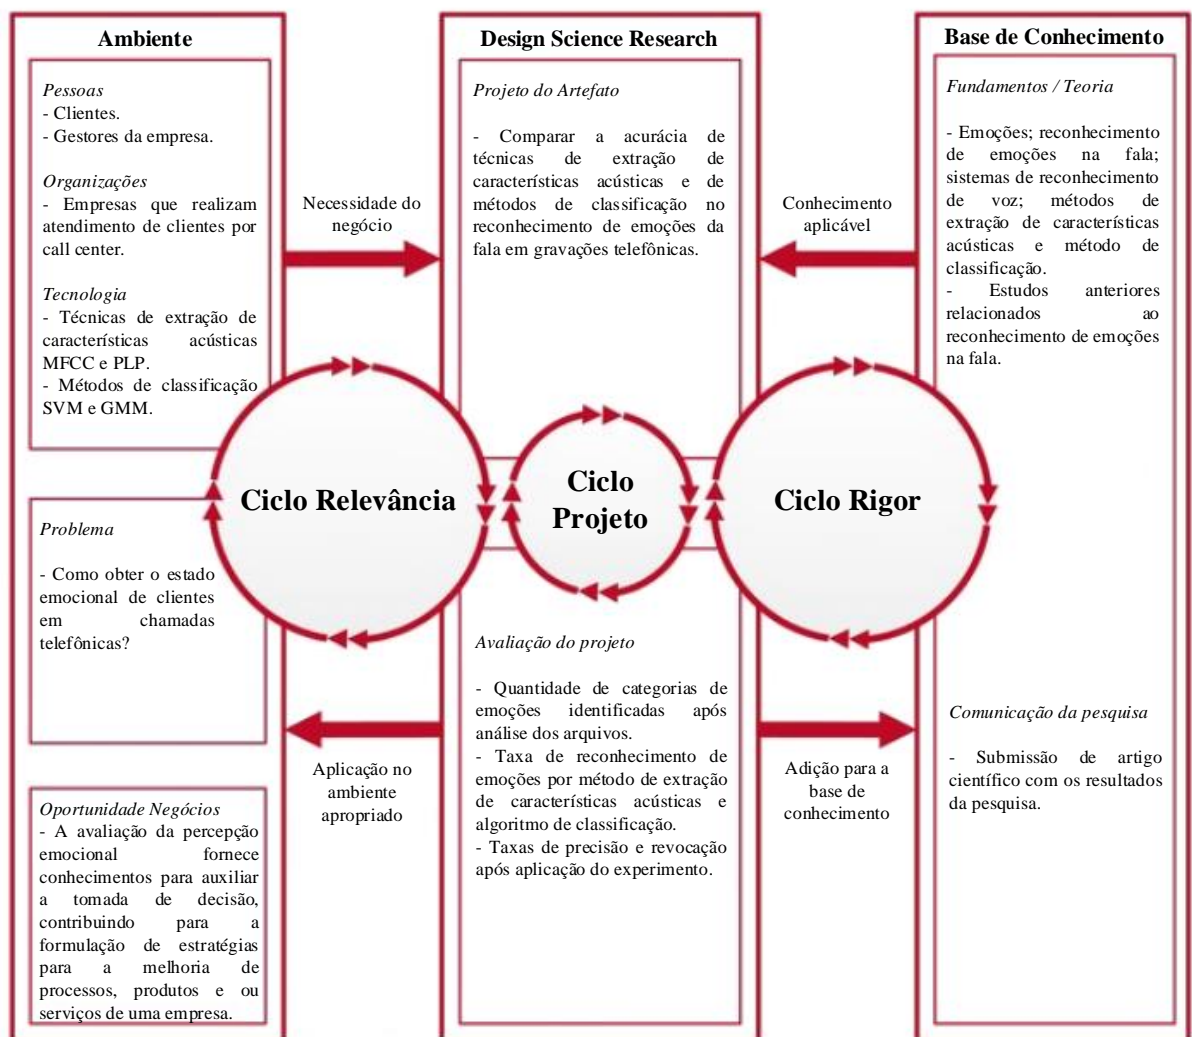 Ambiente
Pessoas
- Clientes.
- Gestores da empresa.
Organizações
- Empresas que realizam
atendimento de clientes por
call center.
Tecnologia
- Técnicas de extração de
características acústicas
MFCC e PLP.
- Métodos de classificação
SVM e GMM.
Problema
- Como obter o estado
emocional de clientes
em chamadas
telefônicas?
Oportunidade Negócios
- A avaliação da percepção
emocional fornece
conhecimentos para auxiliar
a tomada de decisão,
contribuindo para a
formulação de estratégias
para a melhoria de
processos, produtos e ou
serviços de uma empresa.
Necessidade do
negócio
Ciclo Relevância
Aplicação no
ambiente
apropriado
Design Science Research
Projeto do Artefato
- Comparar a acurácia de
técnicas de extração de
características acústicas e de
métodos de classificação no
reconhecimento de emoções da
fala em gravações telefônicas.
Ciclo
Projeto
Avaliação do projeto
- Quantidade de categorias de
emoções identificadas após
análise dos arquivos.
- Taxa de reconhecimento de
emoções por método de extração
de características acústicas e
algoritmo de classificação.
- Taxas de precisão e revocação
após aplicação do experimento.
Conhecimento
aplicável
Ciclo Rigor
Adição para a
base de
conhecimento
Base de Conhecimento
Fundamentos / Teoria
- Emoções; reconhecimento
de emoções na fala;
sistemas de reconhecimento
de voz; métodos de
extração de características
acústicas e método de
classificação.
- Estudos anteriores
relacionados ao
reconhecimento de emoções
na fala.
Comunicação da pesquisa
- Submissão de artigo
científico com os resultados
da pesquisa.